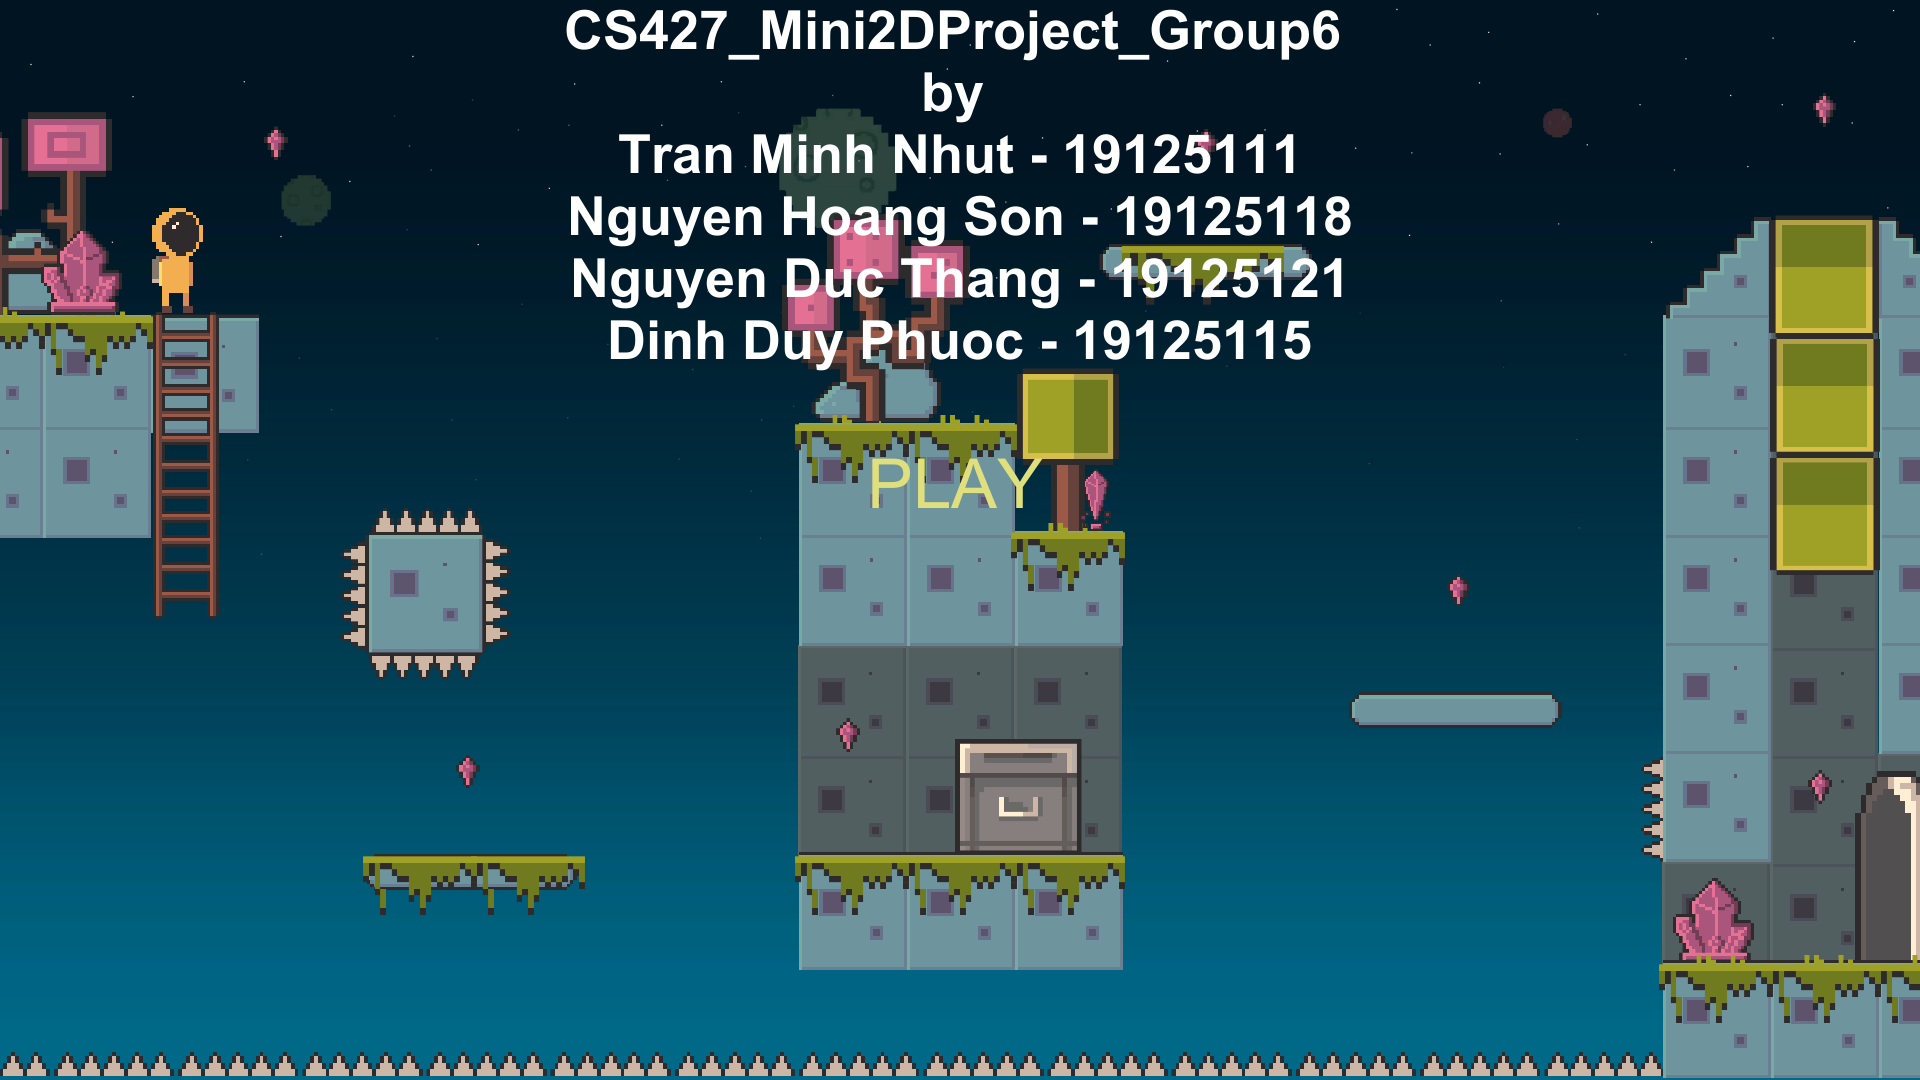 CS427_Mini2DProject_Group6
by
Tran Minh Nhut - 19125111
Nguyen Hoang Son - 19125118
Nguyen Duc Thang - 19125121
Dinh Duy Phuoc - 19125115
PLAY